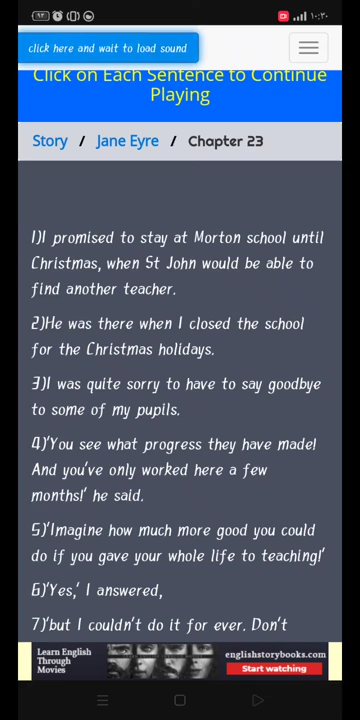 ٩٣
١٠:٣٠
click here and wait to load sound
Click on Each Sentence to Continue
Playing
Story / Jane Eyre / Chapter 23
1)I promised to stay at Morton school until
Christmas, when St John would be able to
find another teacher.
2)He was there when I closed the school
for the Christmas holidays.
3)I was quite sorry to have to say goodbye
to some of my pupils.
4)'You see what progress they have made!
And you've only worked here a few
months!' he said.
5)'Imagine how much more good you could
do if you gave your whole life to teaching!'
6)'Yes,' I answered,
7)'but I couldn't do it for ever. Don't
Learn English
Through
Movies
englishstorybooks.com
Start watching